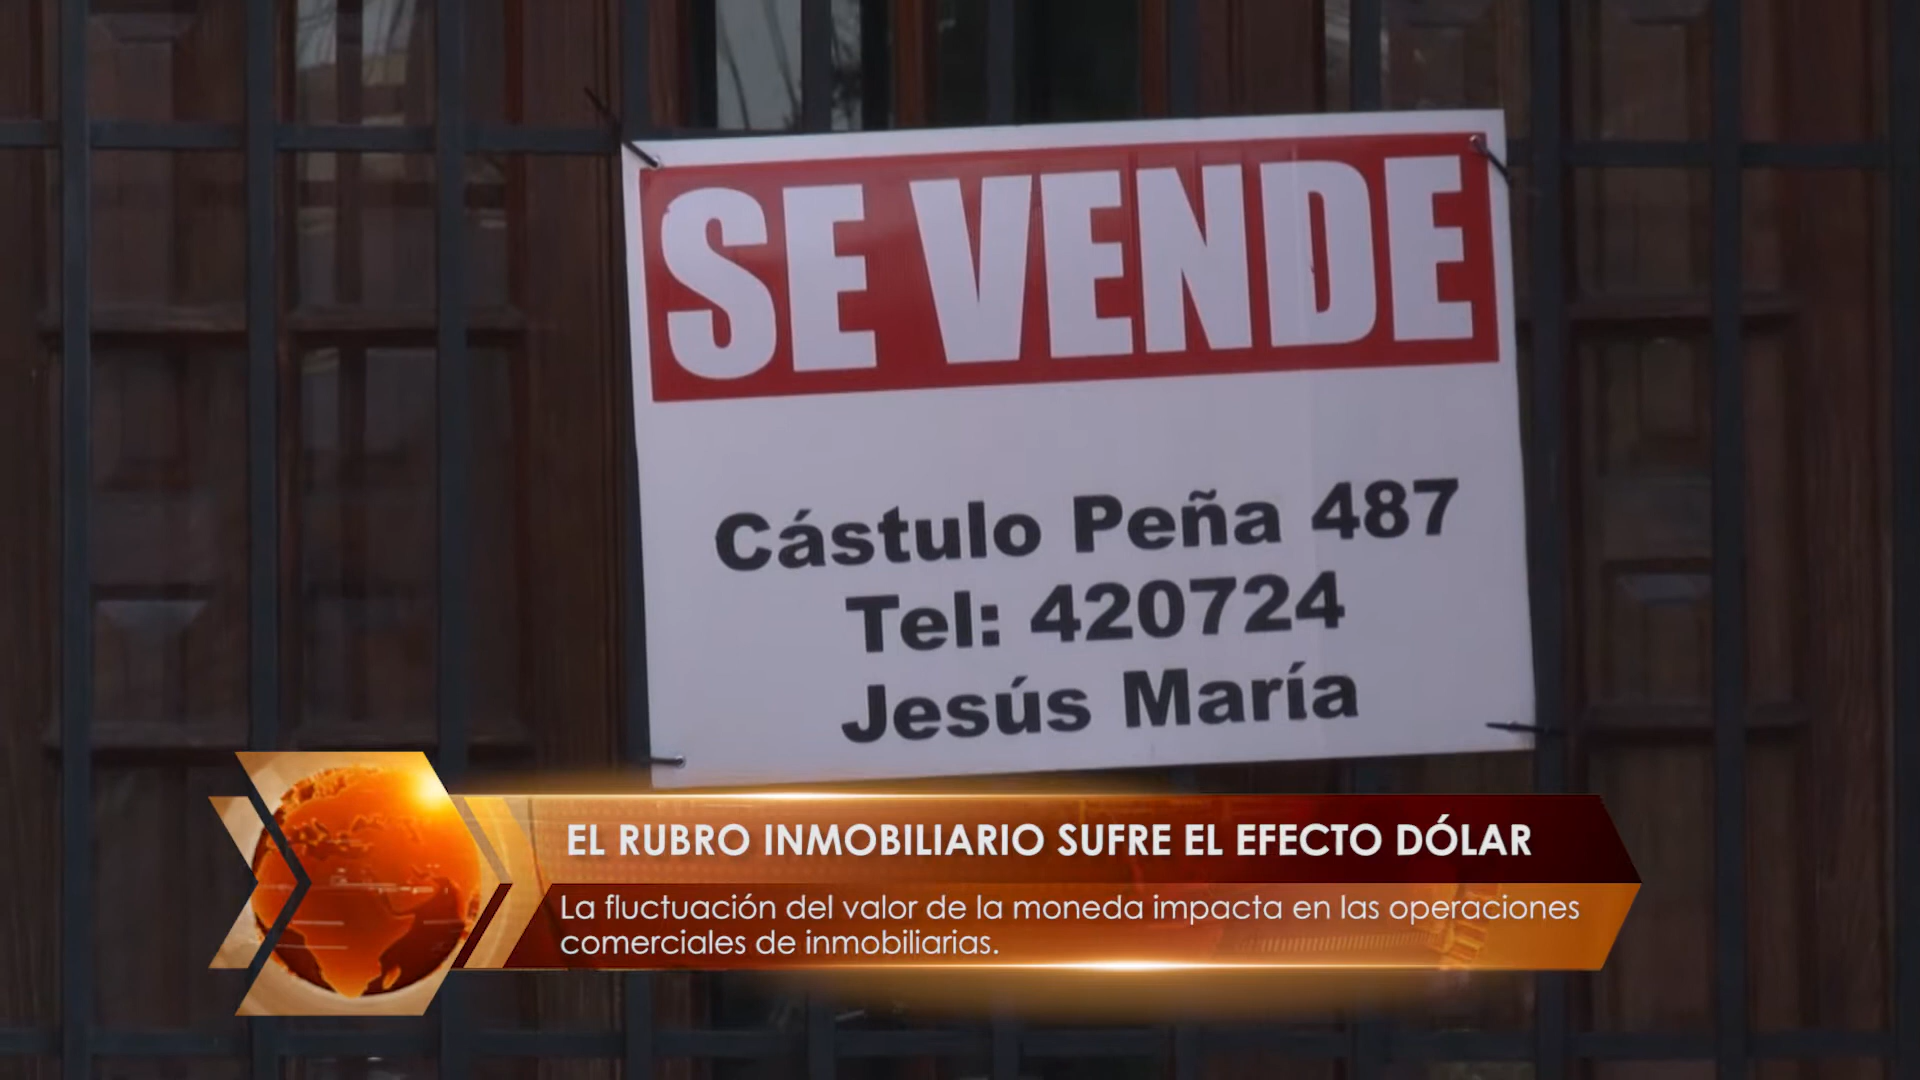 SE VENDE
Cástulo Peña 487
Tel: 420724
Jesús María
EL RUBRO INMOBILIARIO SUFRE EL EFECTO DÓLAR
La fluctuación del valor de la moneda impacta en las operaciones
comerciales de inmobiliarias.